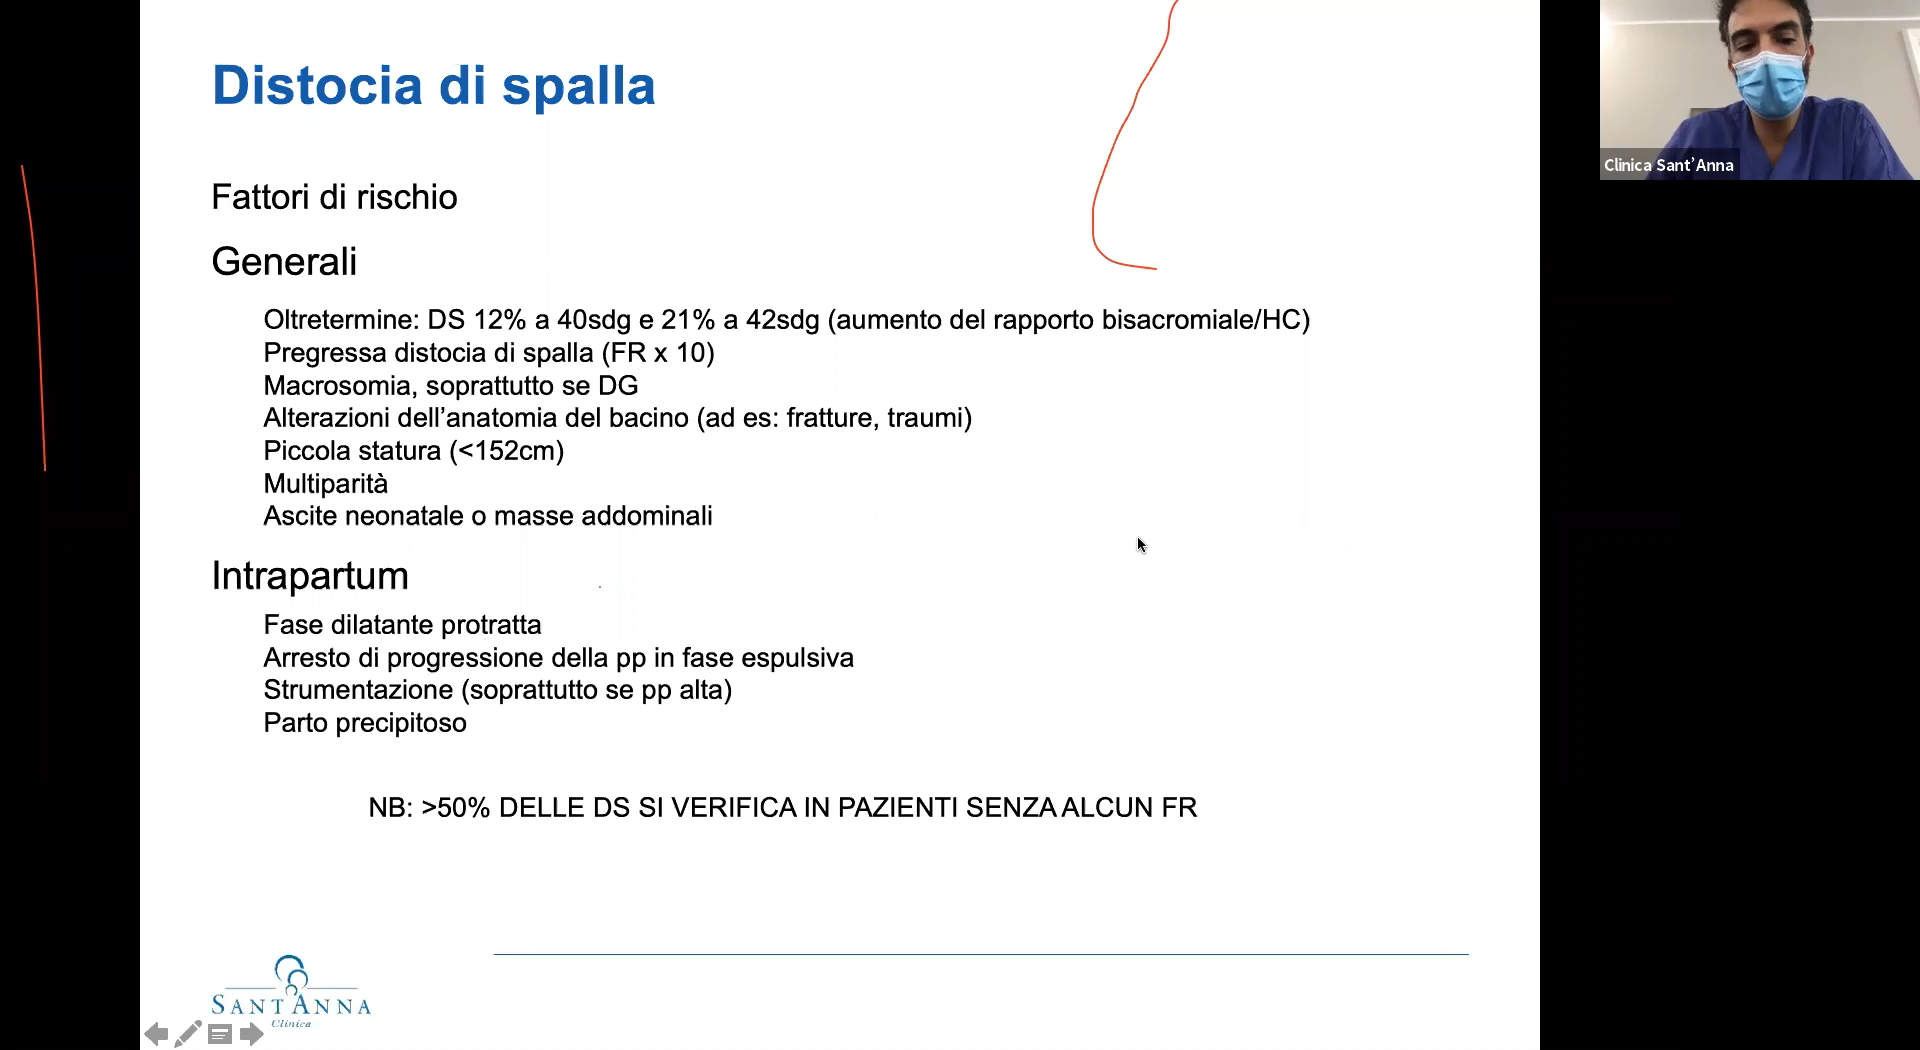 Distocia di spalla
Fattori di rischio
Generali
Oltretermine: DS 12% a 40sdg e 21% a 42sdg (aumento del rapporto bisacromiale/HC)
Pregressa distocia di spalla (FR x 10)
Macrosomia, soprattutto se DG
Alterazioni dell’anatomia del bacino (ad es: fratture, traumi)
Piccola statura (<152cm)
Multiparità
Ascite neonatale o masse addominali
Intrapartum
Fase dilatante protratta
Arresto di progressione della pp in fase espulsiva
Strumentazione (soprattutto se pp alta)
Parto precipitoso
NB: >50% DELLE DS SI VERIFICA IN PAZIENTI SENZA ALCUN FR
SANT'ANNA
Clinica
Clinica Sant’Anna